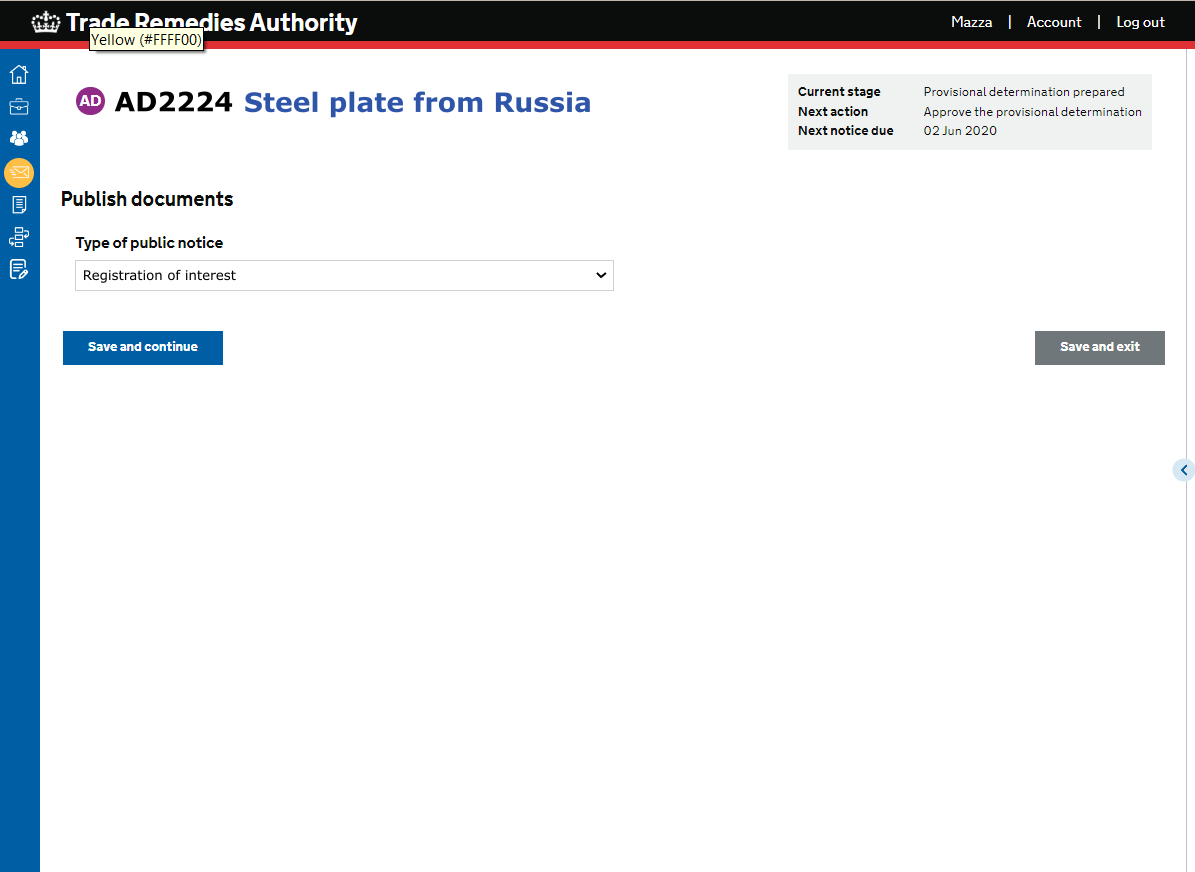 Trade Remedies Authority
Mazza | Account | Log out
Yellow (#FFFF00)
AD AD2224 Steel plate from Russia
Current stage Provisional determination prepared
Next action Approve the provisional determination
Next notice due 02 Jun 2020
Publish documents
Type of public notice
Registration of interest
Save and continue
Save and exit